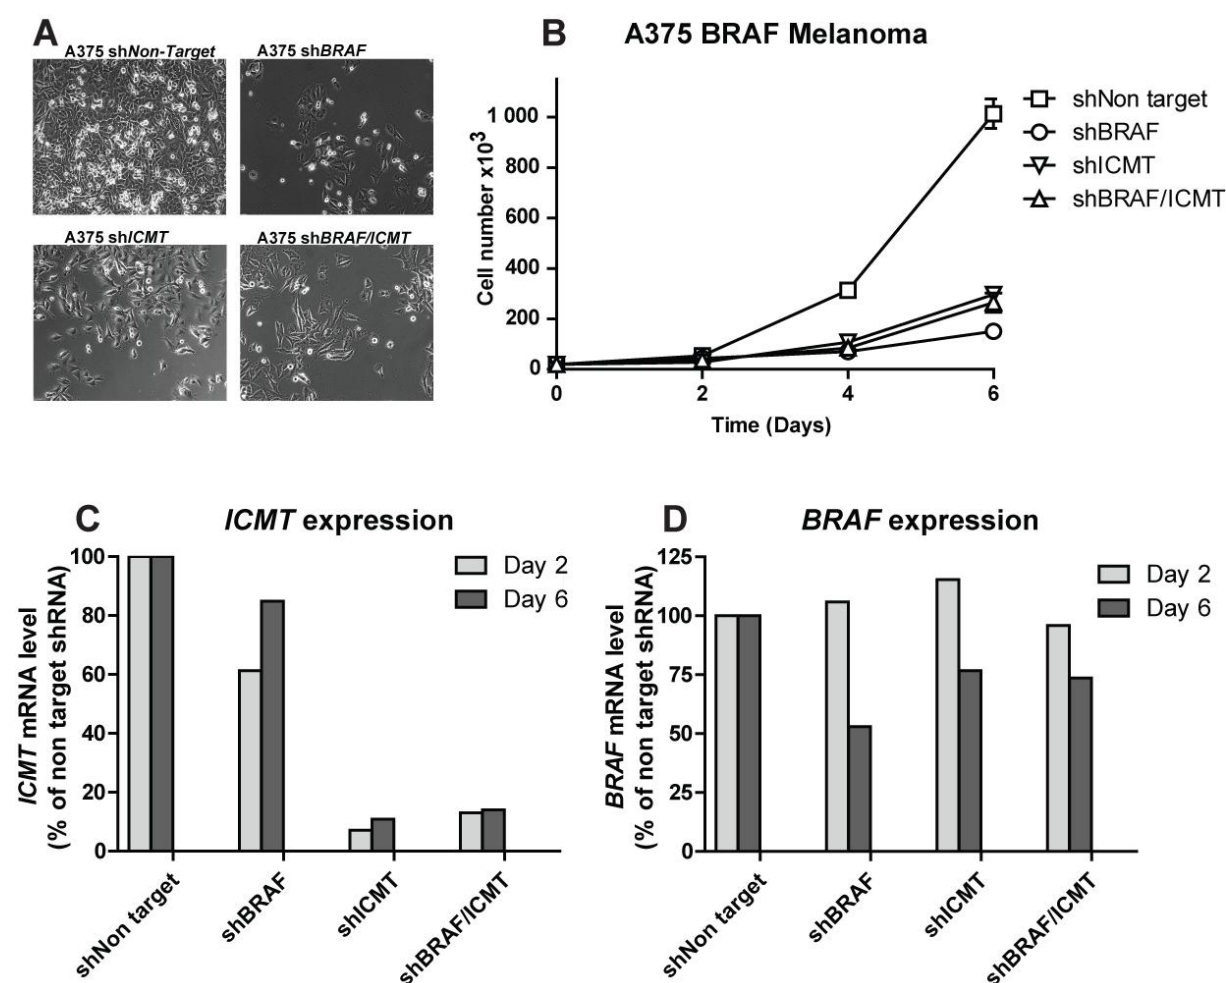 A
A375 shNon-Target
A375 shBRAF
A375 shICMT
A375 shBRAF/ICMT
B
A375 BRAF Melanoma
Cell number x10³
1 000
800
600
400
200
0
0
2
4
6
Time (Days)
shNon target
shBRAF
shICMT
shBRAF/ICMT
C
ICMT expression
ICMT mRNA level
(% of non target shRNA)
100
80
60
40
20
0
Day 2
Day 6
shNon target
shBRAF
shICMT
shBRAF/ICMT
D
BRAF expression
BRAF mRNA level
(% of non target shRNA)
125
100
75
50
25
0
Day 2
Day 6
shNon target
shBRAF
shICMT
shBRAF/ICMT